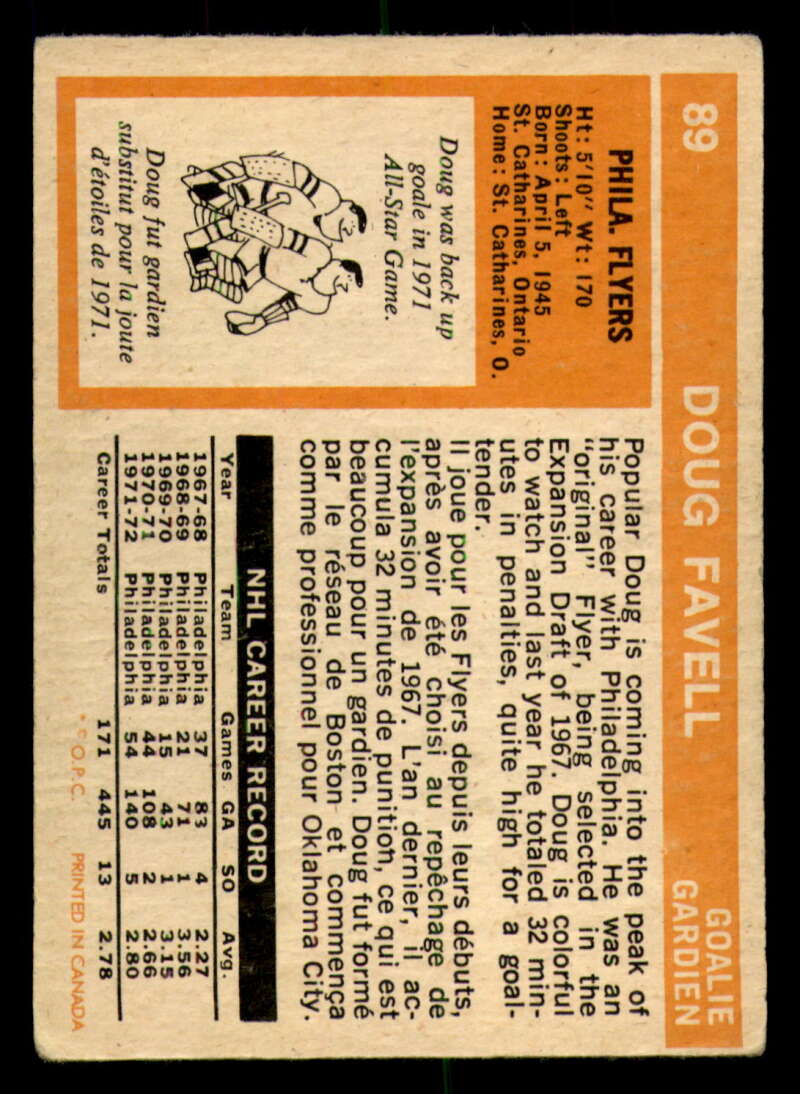 89 DOUG FAVELL GOALIE
GARDIEN
PHILA. FLYERS
Ht: 5'10" Wt: 170
Shoots: Left
Born: April 5, 1945
St. Catharines, Ontario
Home: St. Catharines, O.
Doug was back up
goale in 1971
All-Star Game.
Doug fut gardien
substitut pour la joute
d'étoiles de 1971.
Popular Doug is coming into the peak of
his career with Philadelphia. He was an
"original" Flyer, being selected in the
Expansion Draft of 1967. Doug is colorful
to watch and last year he totaled 32 min-
utes in penalties, quite high for a goal-
tender.
Il joue pour les Flyers depuis leurs débuts,
après avoir été choisi au repêchage de
l'expansion de 1967. L'an dernier, il ac-
cumula 32 minutes de punition, ce qui est
beaucoup pour un gardien. Doug fut formé
par le réseau de Boston et commença
comme professionnel pour Oklahoma City.
NHL CAREER RECORD
Year Team Games GA SO Avg.
1967-68 Philadelphia 37 83 4 2.27
1968-69 Philadelphia 21 71 1 3.56
1969-70 Philadelphia 15 43 1 3.15
1970-71 Philadelphia 44 108 2 2.66
1971-72 Philadelphia 54 140 5 2.80
Career Totals 171 445 13 2.78
* © O.P.C. PRINTED IN CANADA